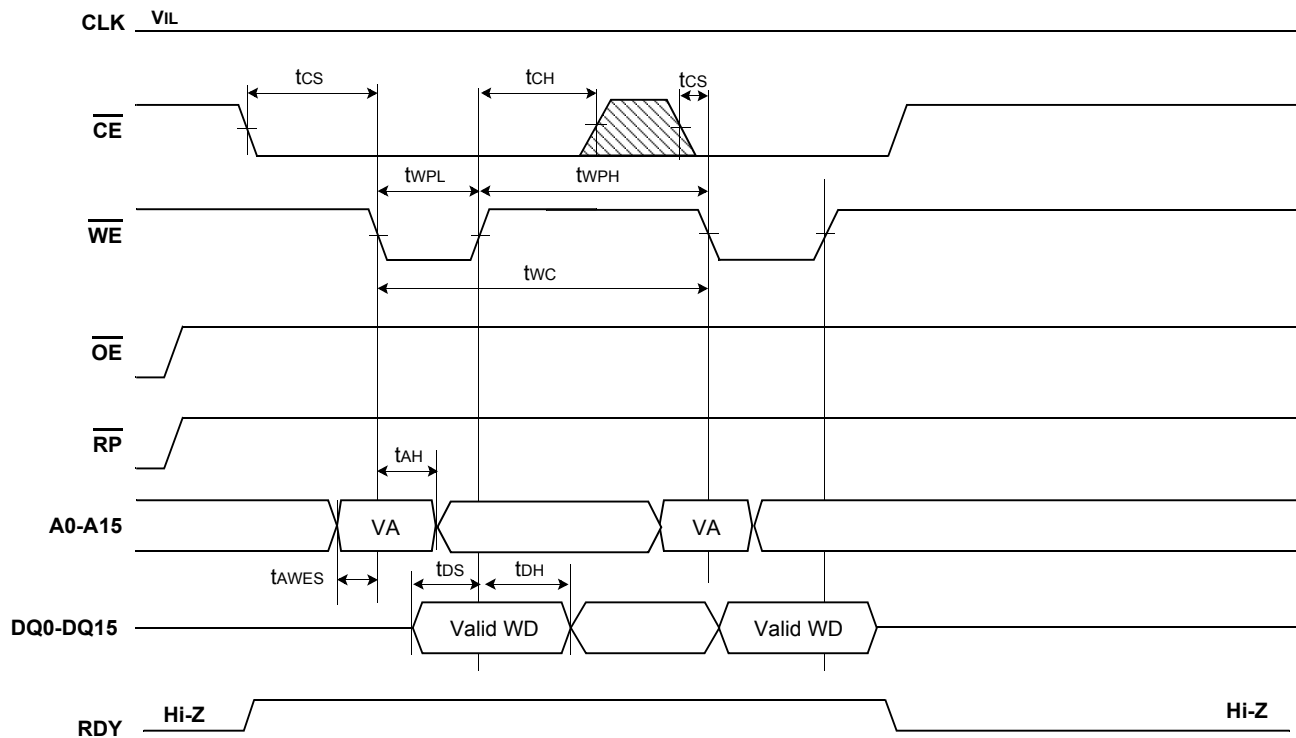 CLK VIL
tCS tCH tCS
CE
tWPL tWPH
WE
tWC
OE
RP
tAH
A0-A15 VA VA
tAWES tDS tDH
DQ0-DQ15 Valid WD Valid WD
RDY Hi-Z Hi-Z